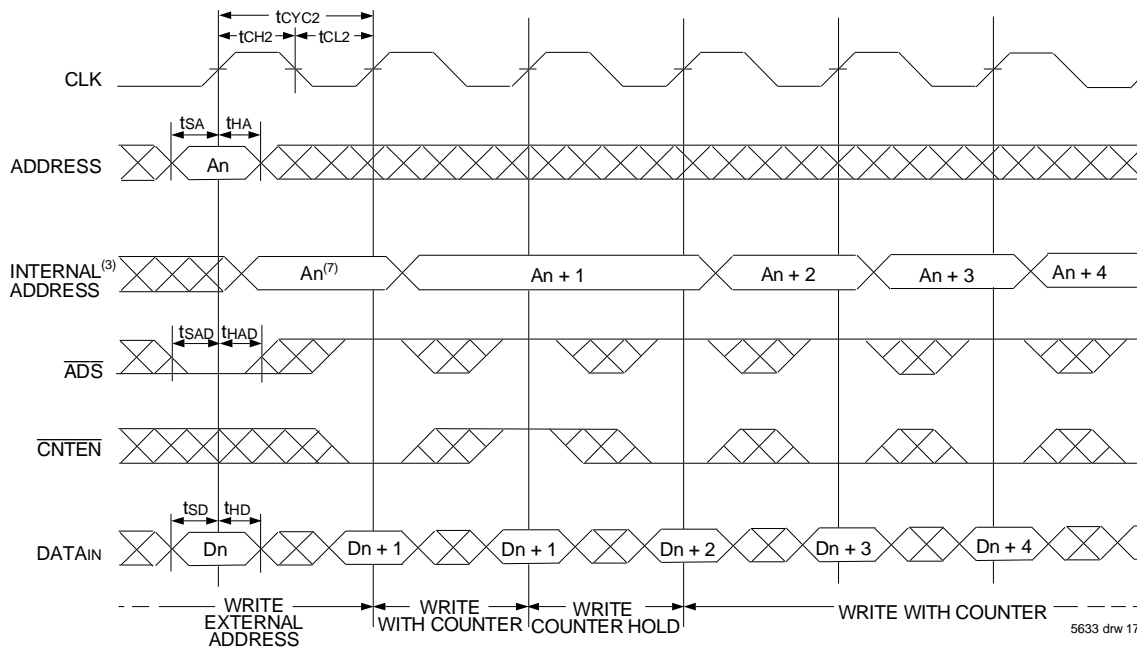 tCYC2
tCH2 tCL2
CLK
tSA tHA
ADDRESS An
INTERNAL(3)
ADDRESS
An(7) An + 1 An + 2 An + 3 An + 4
tSAD tHAD
ADS
CNTEN
tSD tHD
DATAIN Dn Dn + 1 Dn + 1 Dn + 2 Dn + 3 Dn + 4
WRITE
EXTERNAL
ADDRESS
WRITE
WITH COUNTER
WRITE
COUNTER HOLD
WRITE WITH COUNTER
5633 drw 17